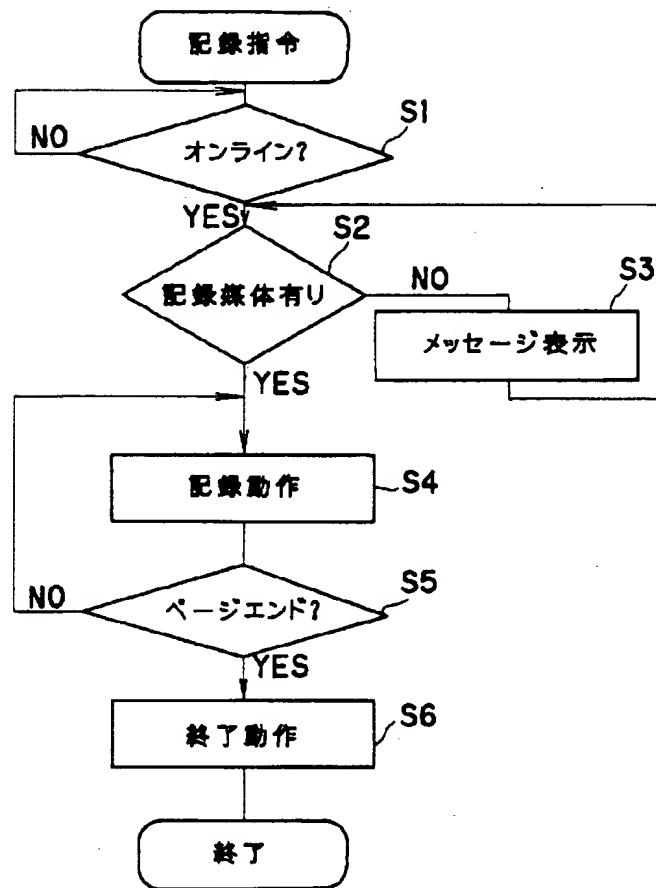 記録指令
S1
オンライン?
NO
YES
S2
記録媒体有り
NO
S3
メッセージ表示
YES
記録動作
S4
S5
ページエンド?
NO
YES
終了動作
S6
終了